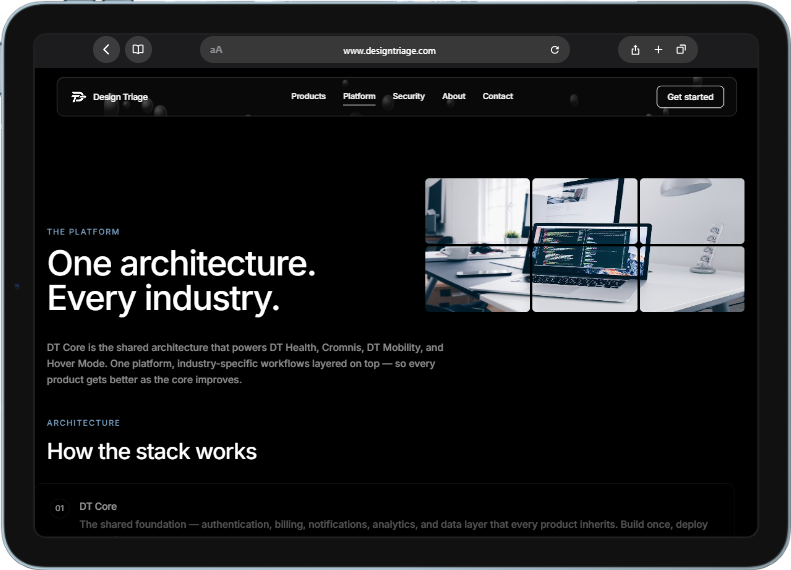 aA
www.designtriage.com
Design Triage
Products
Platform
Security
About
Contact
Get started
THE PLATFORM
One architecture.
Every industry.
DT Core is the shared architecture that powers DT Health, Cromnis, DT Mobility, and
Hover Mode. One platform, industry-specific workflows layered on top — so every
product gets better as the core improves.
ARCHITECTURE
How the stack works
01
DT Core
The shared foundation — authentication, billing, notifications, analytics, and data layer that every product inherits. Build once, deploy